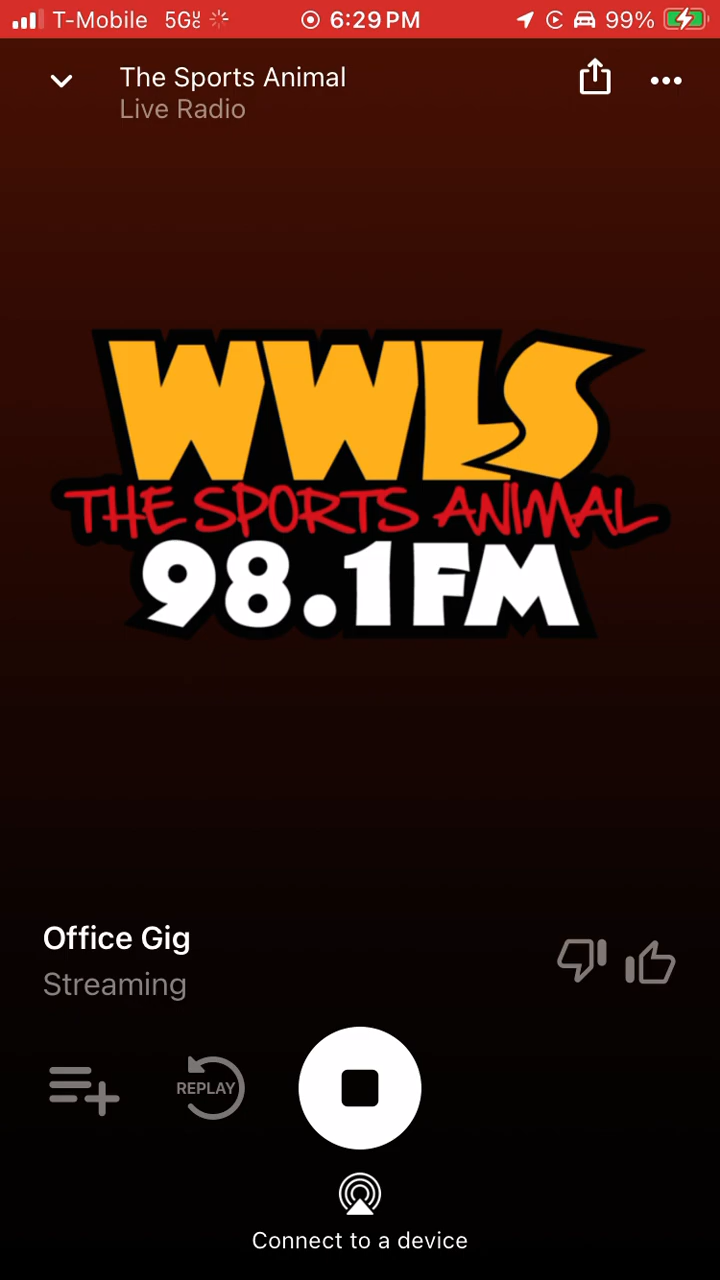 T-Mobile 5G 6:29 PM 99%
The Sports Animal
Live Radio
WWLS
THE SPORTS ANIMAL
98.1FM
Office Gig
Streaming
REPLAY
Connect to a device